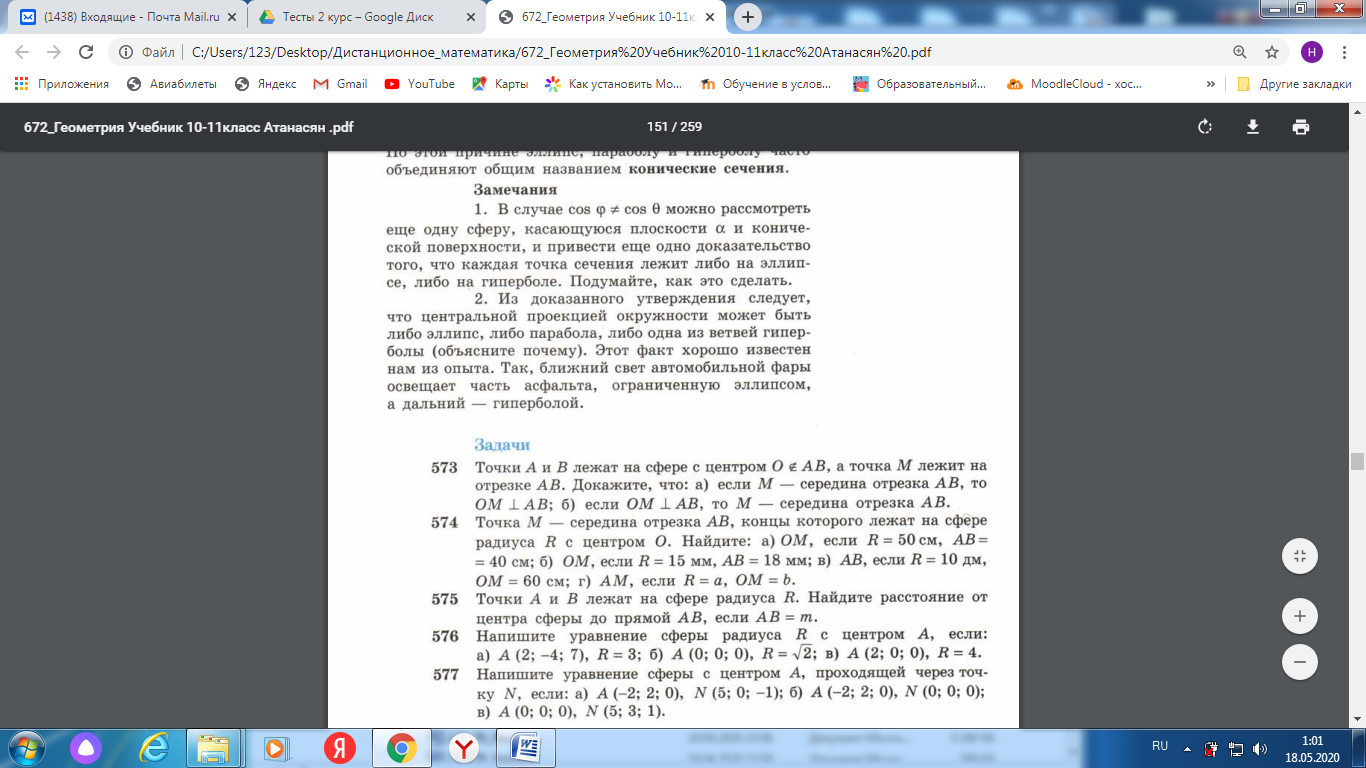 (1438) Входящие - Почта Mail.ru
Тесты 2 курс – Google Диск
672_Геометрия Учебник 10-11к
Файл
C:/Users/123/Desktop/Дистанционное_математика/672_Геометрия%20Учебник%2010-11класс%20Атанасян%20.pdf
Н
Приложения
Авиабилеты
Яндекс
Gmail
YouTube
Карты
Как установить Mo...
Обучение в услов...
Образовательный...
MoodleCloud - хос...
»
Другие закладки
672_Геометрия Учебник 10-11класс Атанасян .pdf
151 / 259
По этой причине эллипс, параболу и гиперболу часто
объединяют общим названием конические сечения.
Замечания
1. В случае cos φ ≠ cos θ можно рассмотреть
еще одну сферу, касающуюся плоскости α и кониче-
ской поверхности, и привести еще одно доказательство
того, что каждая точка сечения лежит либо на эллип-
се, либо на гиперболе. Подумайте, как это сделать.
2. Из доказанного утверждения следует,
что центральной проекцией окружности может быть
либо эллипс, либо парабола, либо одна из ветвей гипер-
болы (объясните почему). Этот факт хорошо известен
нам из опыта. Так, ближний свет автомобильной фары
освещает часть асфальта, ограниченную эллипсом,
а дальний — гиперболой.
Задачи
573 Точки A и B лежат на сфере с центром O ∉ AB, а точка M лежит на
отрезке AB. Докажите, что: а) если M — середина отрезка AB, то
OM ⊥ AB; б) если OM ⊥ AB, то M — середина отрезка AB.
574 Точка M — середина отрезка AB, концы которого лежат на сфере
радиуса R с центром O. Найдите: а) OM, если R = 50 см, AB =
= 40 см; б) OM, если R = 15 мм, AB = 18 мм; в) AB, если R = 10 дм,
OM = 60 см; г) AM, если R = a, OM = b.
575 Точки A и B лежат на сфере радиуса R. Найдите расстояние от
центра сферы до прямой AB, если AB = m.
576 Напишите уравнение сферы радиуса R с центром A, если:
а) A (2; –4; 7), R = 3; б) A (0; 0; 0), R = √2; в) A (2; 0; 0), R = 4.
577 Напишите уравнение сферы с центром A, проходящей через точ-
ку N, если: а) A (–2; 2; 0), N (5; 0; –1); б) A (–2; 2; 0), N (0; 0; 0);
в) A (0; 0; 0), N (5; 3; 1).
RU
1:01
18.05.2020